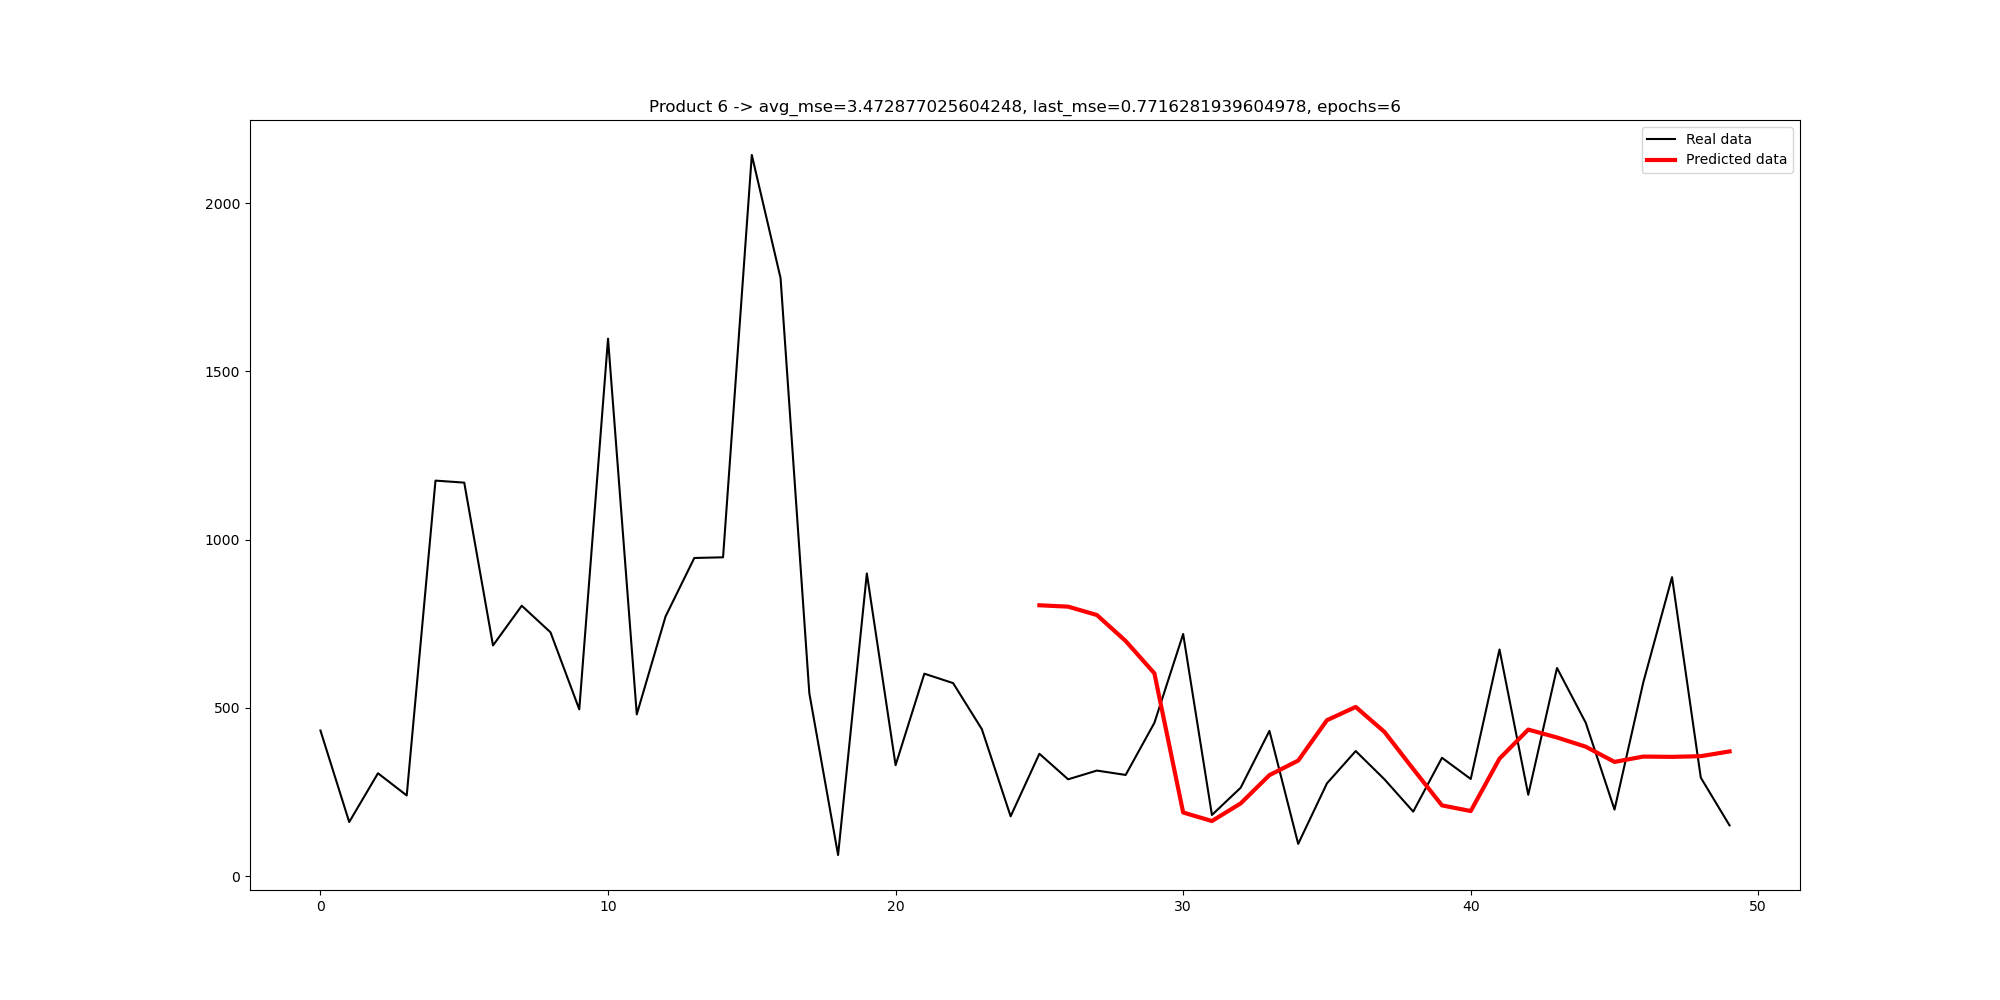 Product 6 -> avg_mse=3.472877025604248, last_mse=0.7716281939604978, epochs=6
Real data
Predicted data
2000
1500
1000
500
0
0 10 20 30 40 50